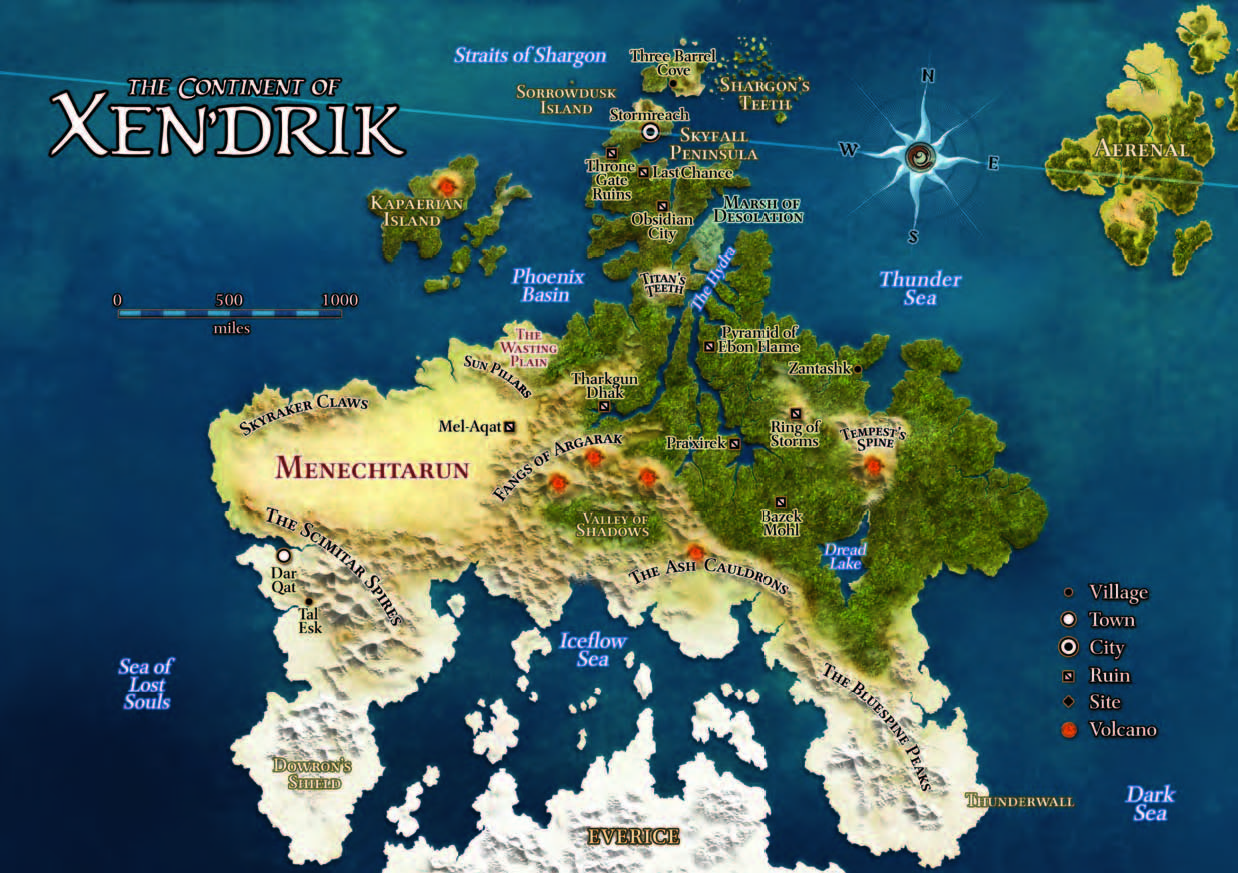 THE CONTINENT OF
XEN'DRIK
Straits of Shargon
Three Barrel
Cove
SHARGON'S
TEETH
SORROWDUSK
ISLAND
Stormreach
SKYFALL
PENINSULA
N
W
E
S
AERENAL
Throne
Gate
Ruins
Last Chance
KAPAERIAN
ISLAND
Obsidian
City
MARSH OF
DESOLATION
Phoenix
Basin
TITAN'S
TEETH
The Hydra
Thunder
Sea
0
500
1000
miles
THE
WASTING
PLAIN
Pyramid of
Ebon Flame
SUN PILLARS
Zantashk
Tharkgun
Dhak
SKYRAKER CLAWS
Mel-Aqat
FANGS OF ARGARAK
Pra'xirek
Ring of
Storms
TEMPEST'S
SPINE
MENECHTARUN
VALLEY OF
SHADOWS
Bazek
Mohl
THE SCIMITAR SPIRES
Dread
Lake
THE ASH CAULDRONS
Dar
Qat
Tal
Esk
Village
Town
City
Ruin
Site
Volcano
Iceflow
Sea
Sea of
Lost
Souls
THE BLUESPINE PEAKS
DOWRON'S
SHIELD
THUNDERWALL
Dark
Sea
EVERICE